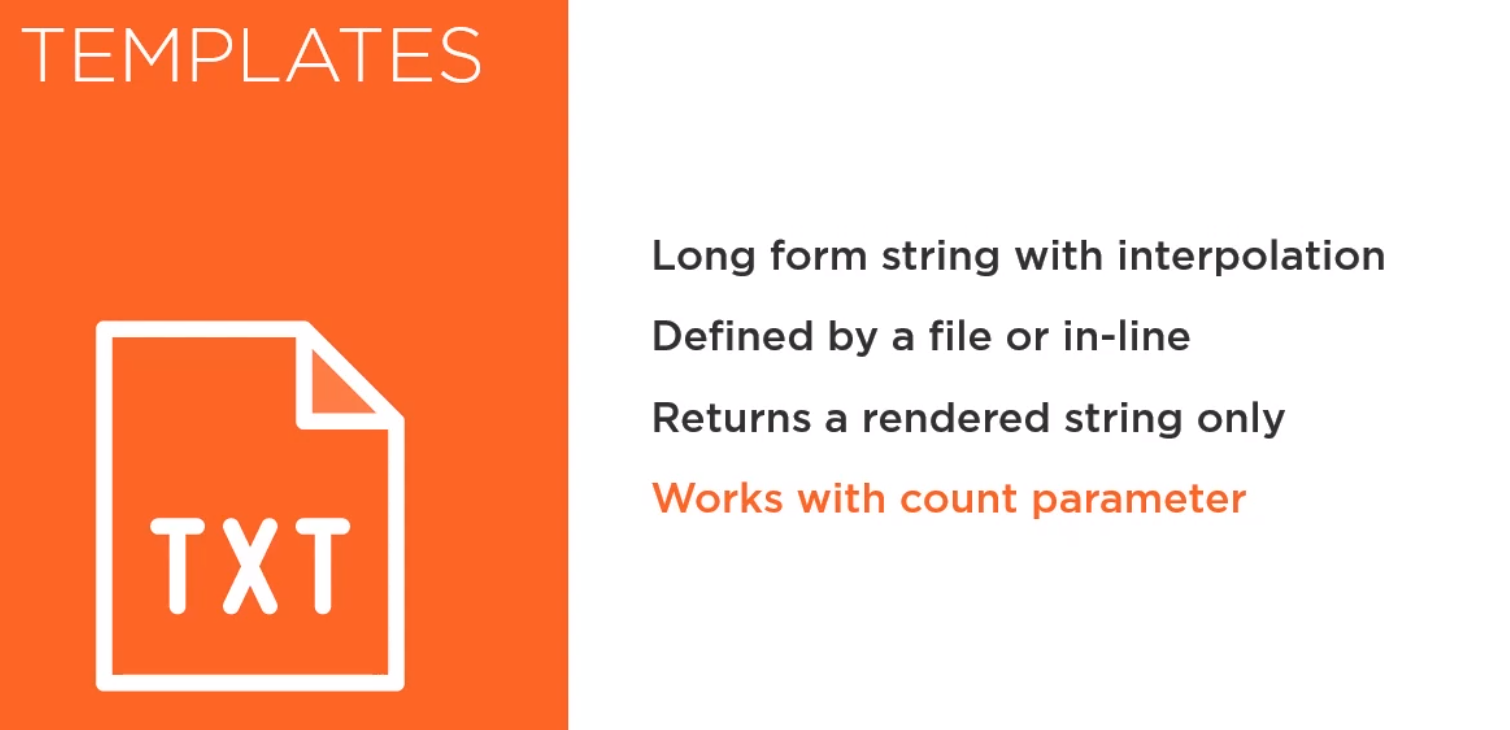 TEMPLATES
TXT
Long form string with interpolation
Defined by a file or in-line
Returns a rendered string only
Works with count parameter